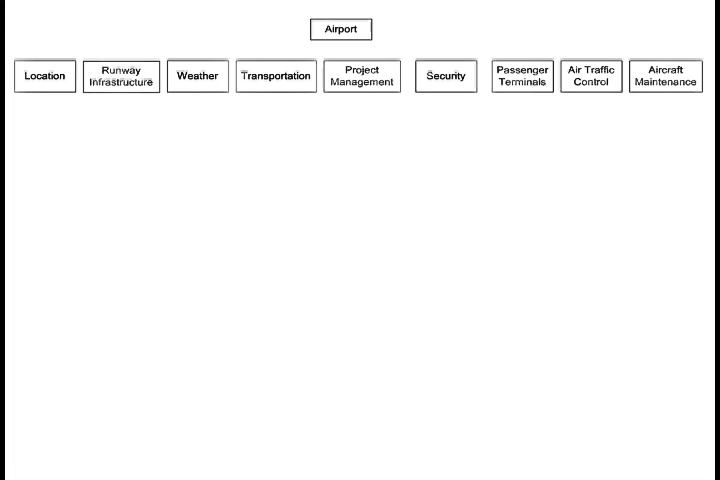 Airport
Location
Runway
Infrastructure
Weather
Transportation
Project
Management
Security
Passenger
Terminals
Air Traffic
Control
Aircraft
Maintenance